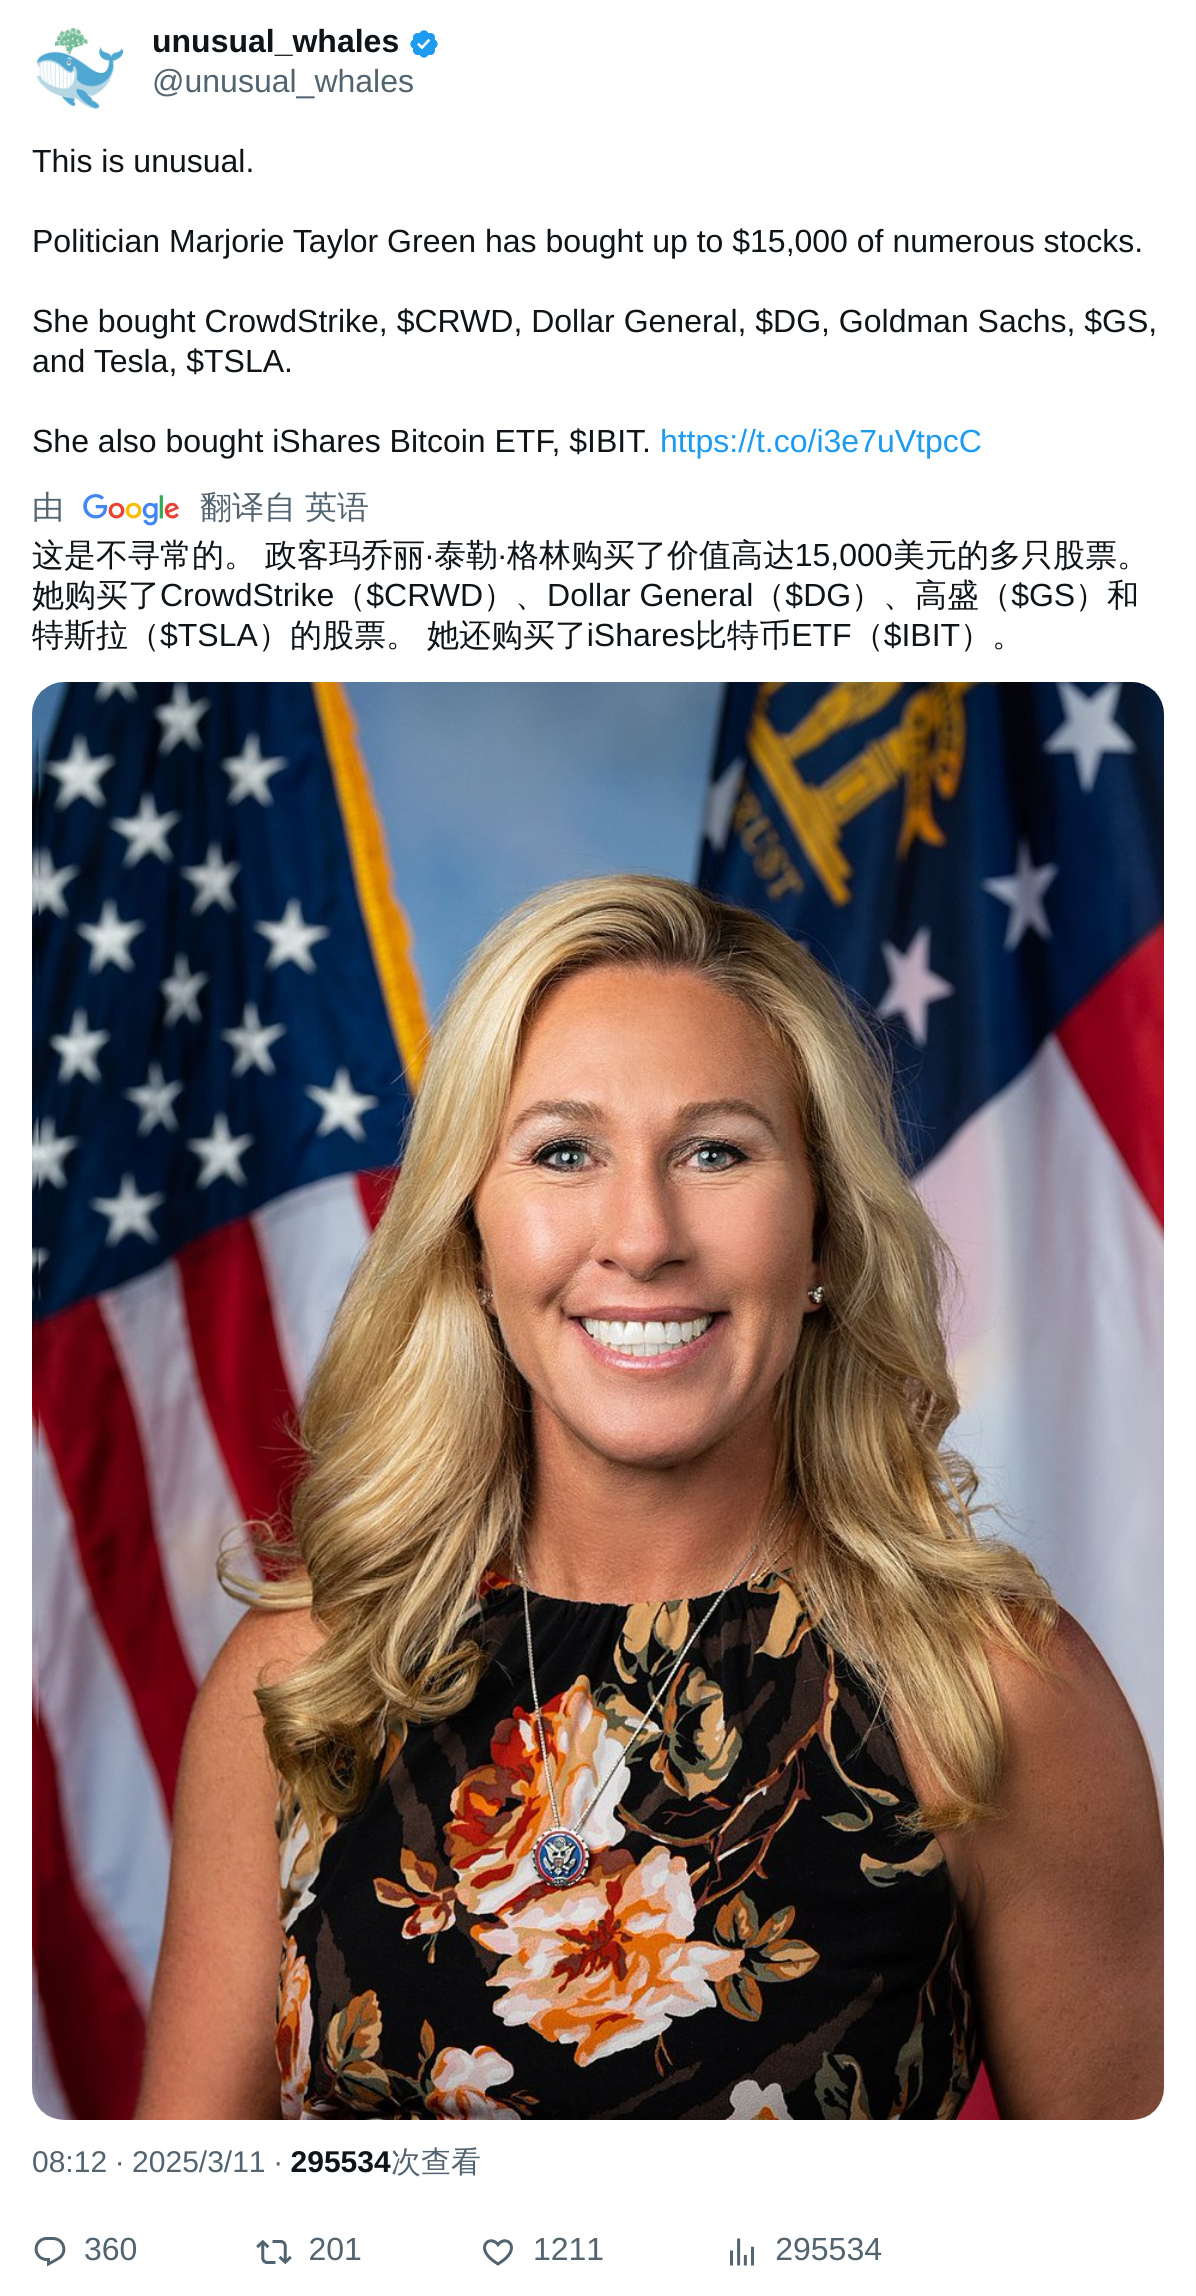 unusual_whales
@unusual_whales
This is unusual.
Politician Marjorie Taylor Green has bought up to $15,000 of numerous stocks.
She bought CrowdStrike, $CRWD, Dollar General, $DG, Goldman Sachs, $GS,
and Tesla, $TSLA.
She also bought iShares Bitcoin ETF, $IBIT. https://t.co/i3e7uVtpcC
由 Google 翻译自 英语
这是不寻常的。 政客玛乔丽·泰勒·格林购买了价值高达15,000美元的多只股票。
她购买了CrowdStrike（$CRWD）、Dollar General（$DG）、高盛（$GS）和
特斯拉（$TSLA）的股票。 她还购买了iShares比特币ETF（$IBIT）。
RUST
08:12 · 2025/3/11 · 295534次查看
360 201 1211 295534